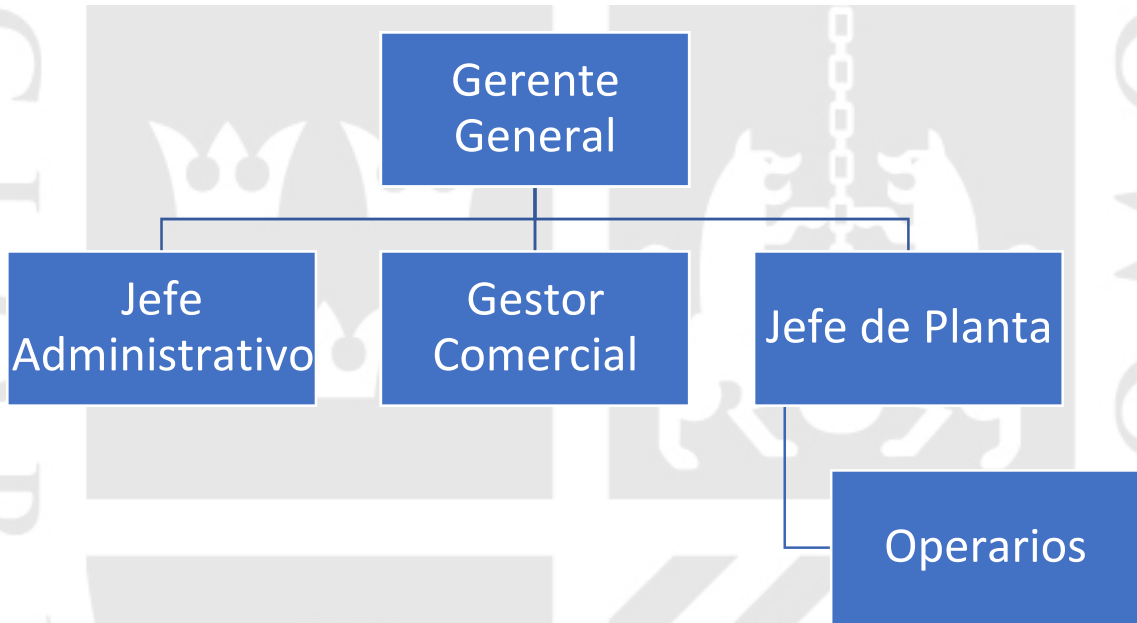 Gerente
General
Jefe
Administrativo
Gestor
Comercial
Jefe de Planta
Operarios